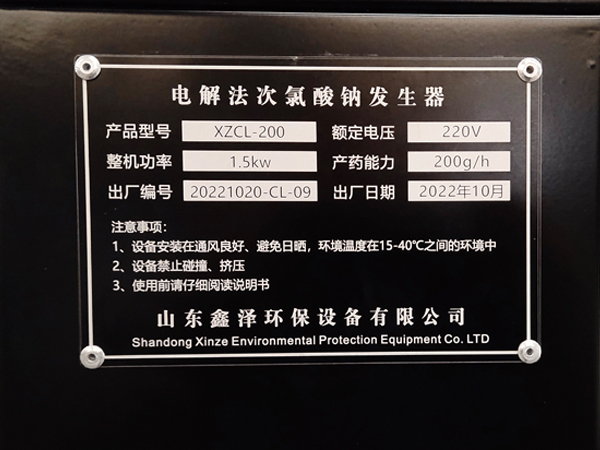 电解法次氯酸钠发生器
产品型号 XZCL-200 额定电压 220V
整机功率 1.5kw 产药能力 200g/h
出厂编号 20221020-CL-09 出厂日期 2022年10月
注意事项：
1、设备安装在通风良好、避免日晒，环境温度在15-40℃之间的环境中
2、设备禁止碰撞、挤压
3、使用前请仔细阅读说明书
山东鑫泽环保设备有限公司
Shandong Xinze Environmental Protection Equipment Co. LTD